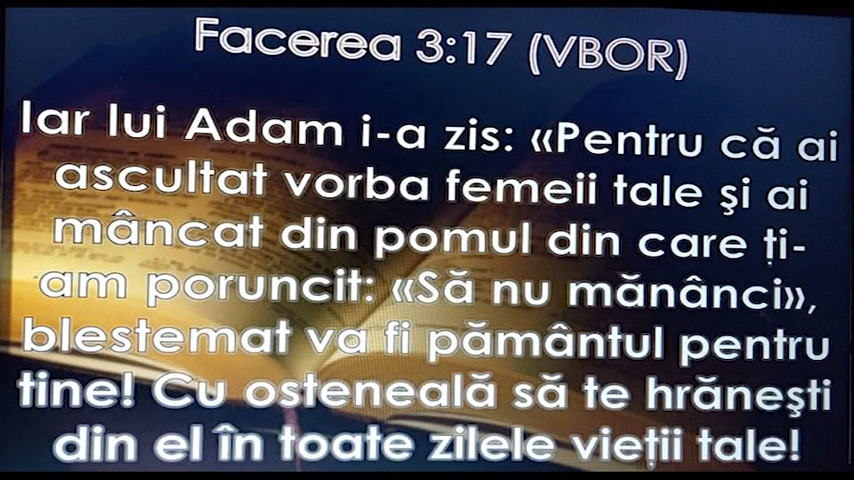 Facerea 3:17 (VBOR)
Iar lui Adam i-a zis: «Pentru că ai
ascultat vorba femeii tale şi ai
mâncat din pomul din care ţi-
am poruncit: «Să nu mănânci»,
blestemat va fi pământul pentru
tine! Cu osteneală să te hrăneşti
din el în toate zilele vieţii tale!